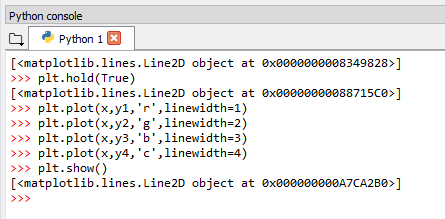 Python console
Python 1
[<matplotlib.lines.Line2D object at 0x0000000008349828>]
>>> plt.hold(True)
[<matplotlib.lines.Line2D object at 0x00000000088715C0>]
>>> plt.plot(x,y1,'r',linewidth=1)
>>> plt.plot(x,y2,'g',linewidth=2)
>>> plt.plot(x,y3,'b',linewidth=3)
>>> plt.plot(x,y4,'c',linewidth=4)
>>> plt.show()
[<matplotlib.lines.Line2D object at 0x000000000A7CA2B0>]
>>>